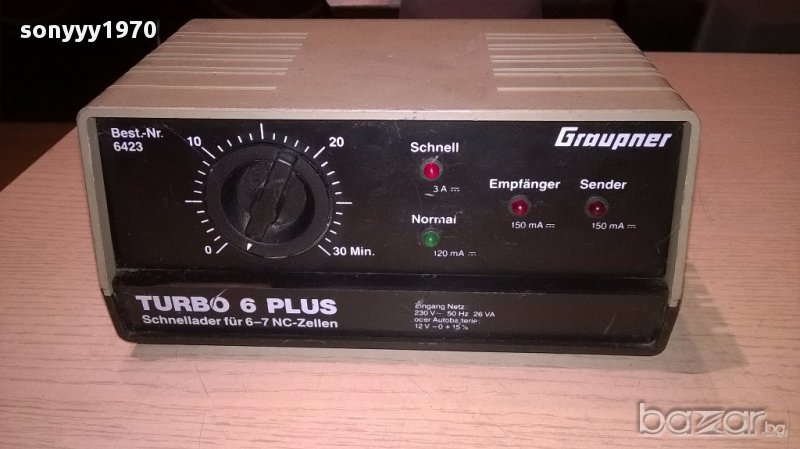 sonyyy1970
Best.-Nr.
6423
10
20
0
30 Min.
Schnell
3 A
Normal
120 mA
Graupner
Empfänger
150 mA
Sender
150 mA
TURBO 6 PLUS
Schnellader für 6–7 NC-Zellen
Eingang Netz:
230 V~ 50 Hz 26 VA
oder Autobatterie:
12 V –0 +15%
bazar.bg